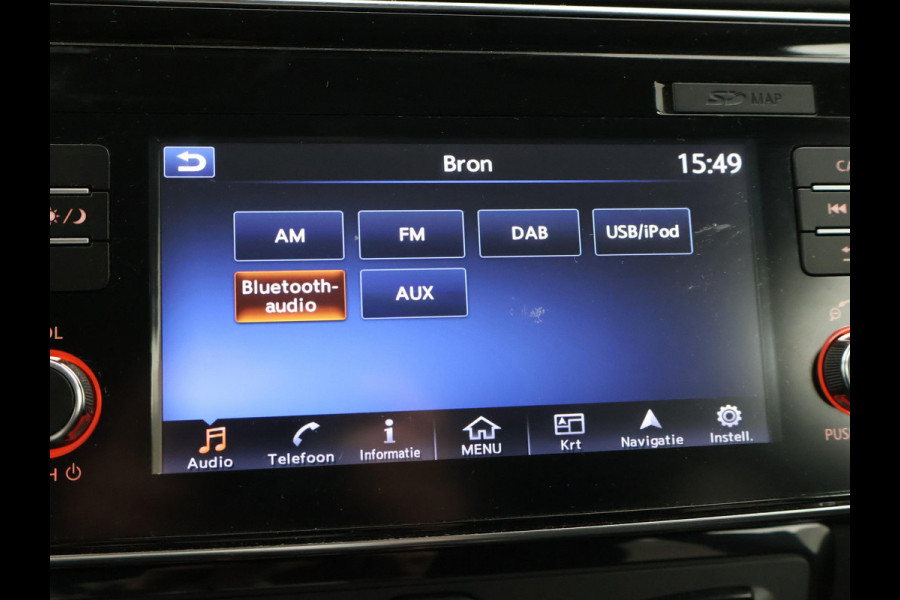 SD MAP
Bron
15:49
AM
FM
DAB
USB/iPod
Bluetooth-
audio
AUX
Audio
Telefoon
Informatie
MENU
Krt
Navigatie
Instell.